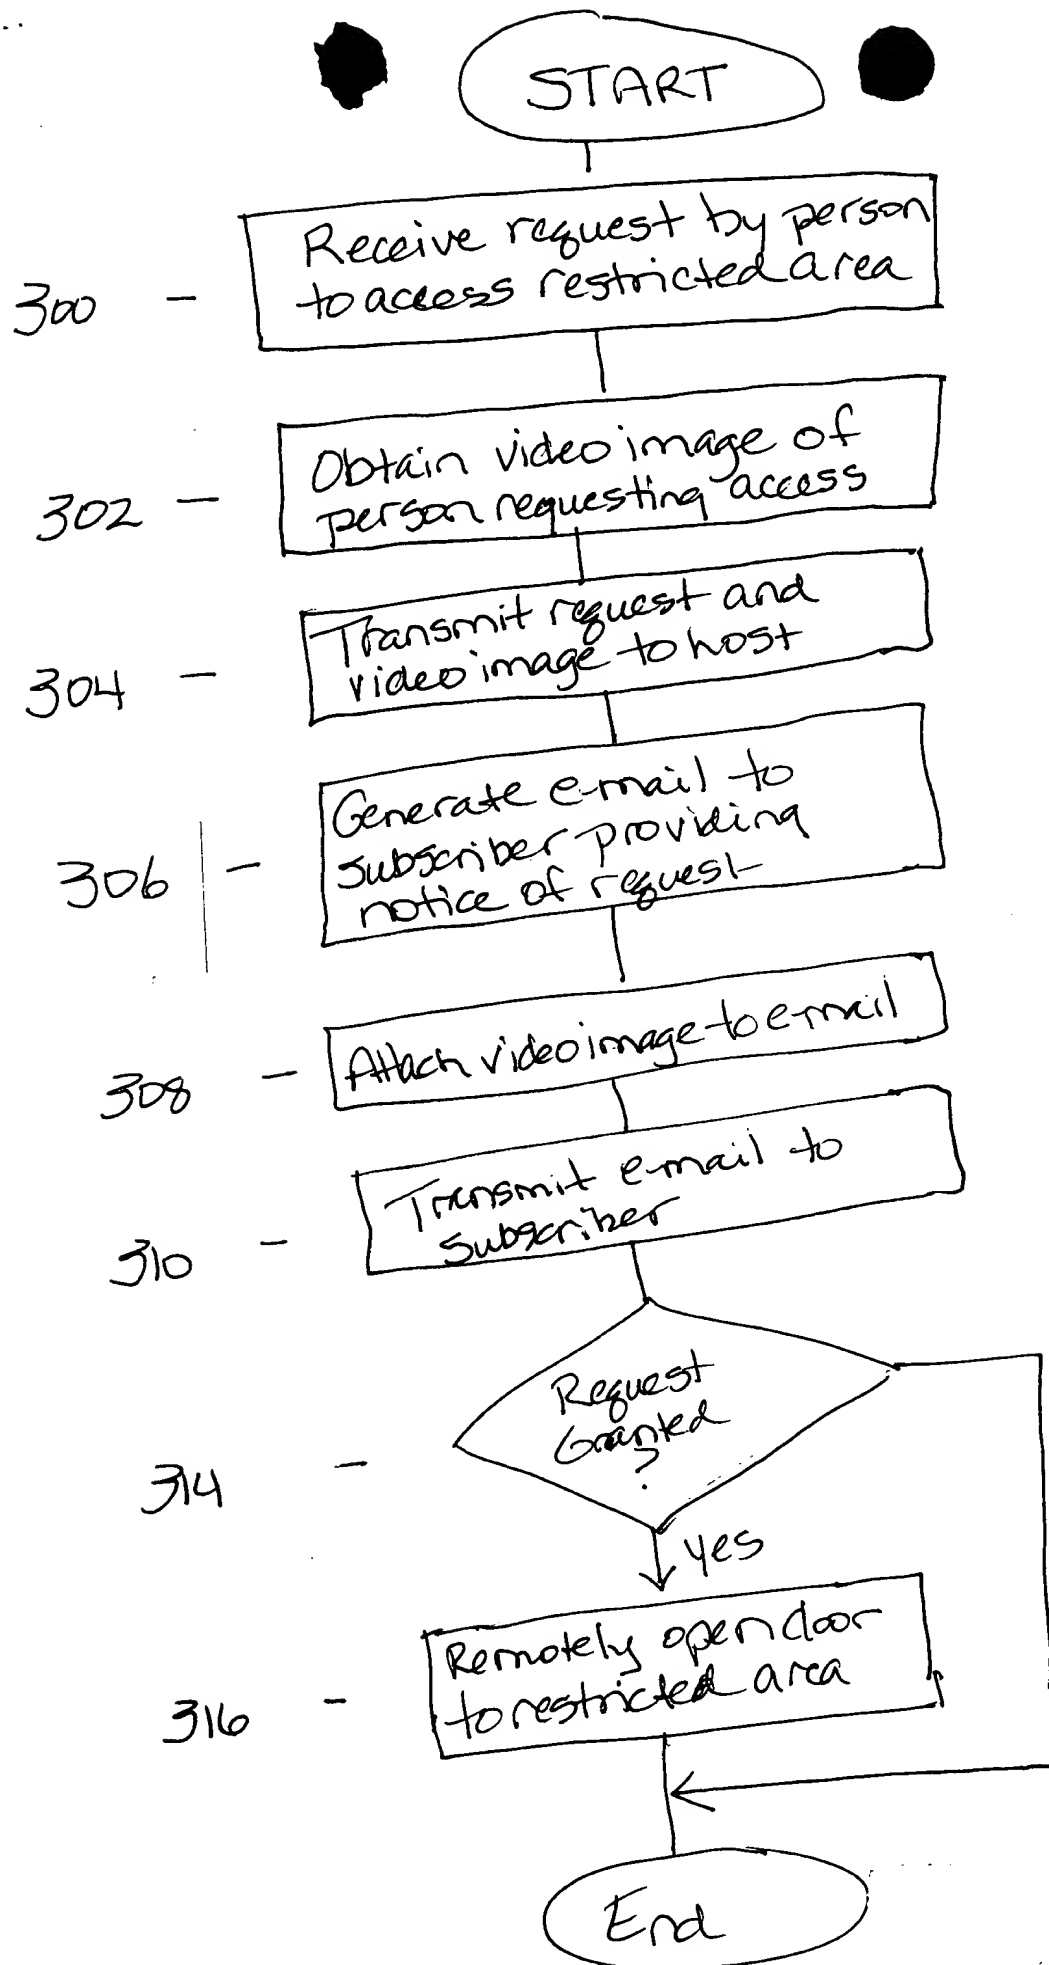 START
300 - Receive request by person
to access restricted area
302 - Obtain video image of
person requesting access
304 - Transmit request and
video image to host
306 - Generate e-mail to
subscriber providing
notice of request
308 - Attach video image to e-mail
310 - Transmit e-mail to
subscriber
314 - Request
Granted
?
yes
316 - Remotely open door
to restricted area
End